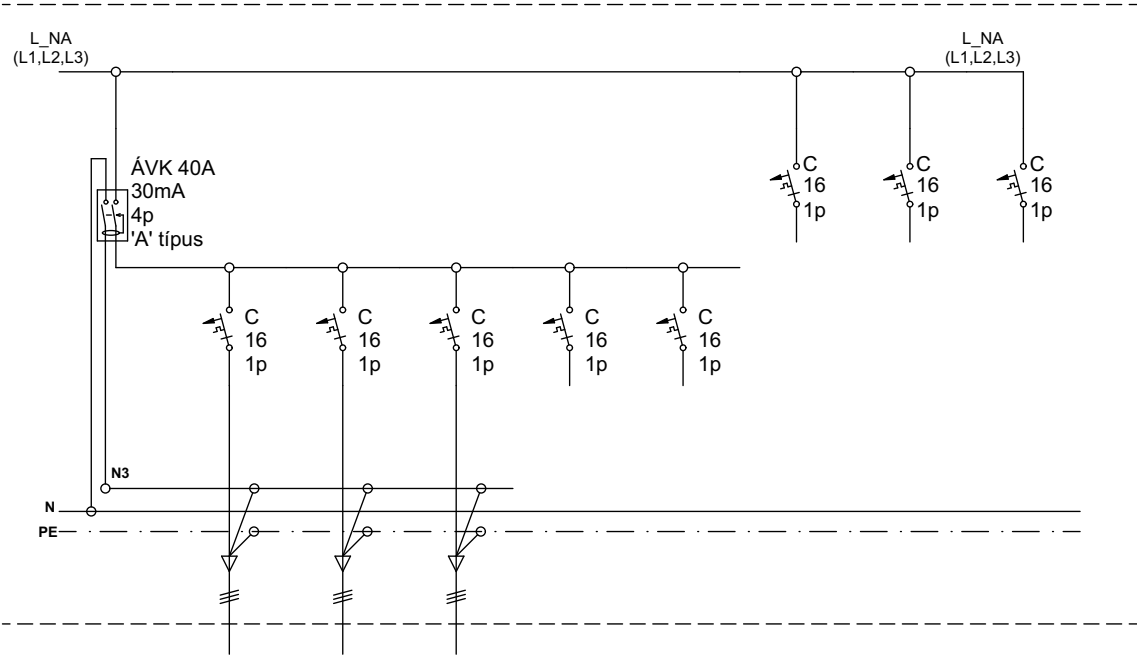 L_NA
(L1,L2,L3)
L_NA
(L1,L2,L3)
ÁVK 40A
30mA
4p
'A' típus
C
16
1p
C
16
1p
C
16
1p
C
16
1p
C
16
1p
C
16
1p
C
16
1p
C
16
1p
N3
N
PE